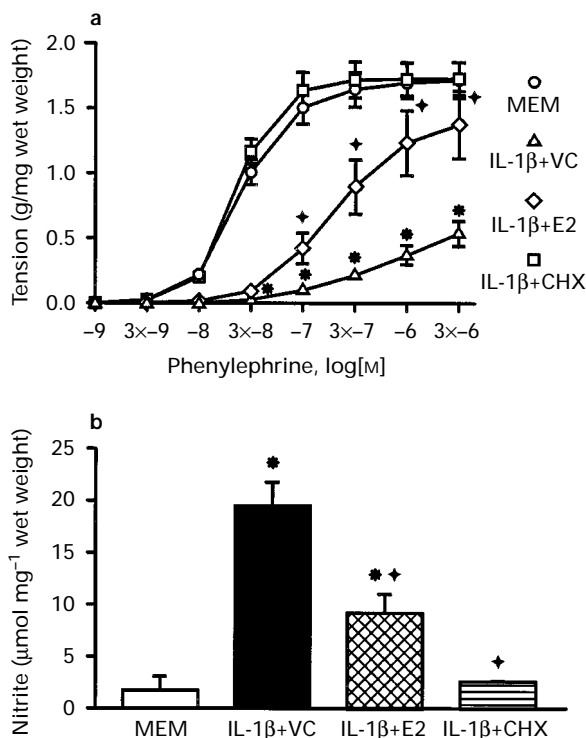 a
Tension (g/mg wet weight)
2.0
1.5
1.0
0.5
0.0
−9
3×−9
−8
3×−8
−7
3×−7
−6
3×−6
Phenylephrine, log[M]
MEM
IL-1β+VC
IL-1β+E2
IL-1β+CHX
b
Nitrite (μmol mg⁻¹ wet weight)
25
20
15
10
5
0
MEM
IL-1β+VC
IL-1β+E2
IL-1β+CHX